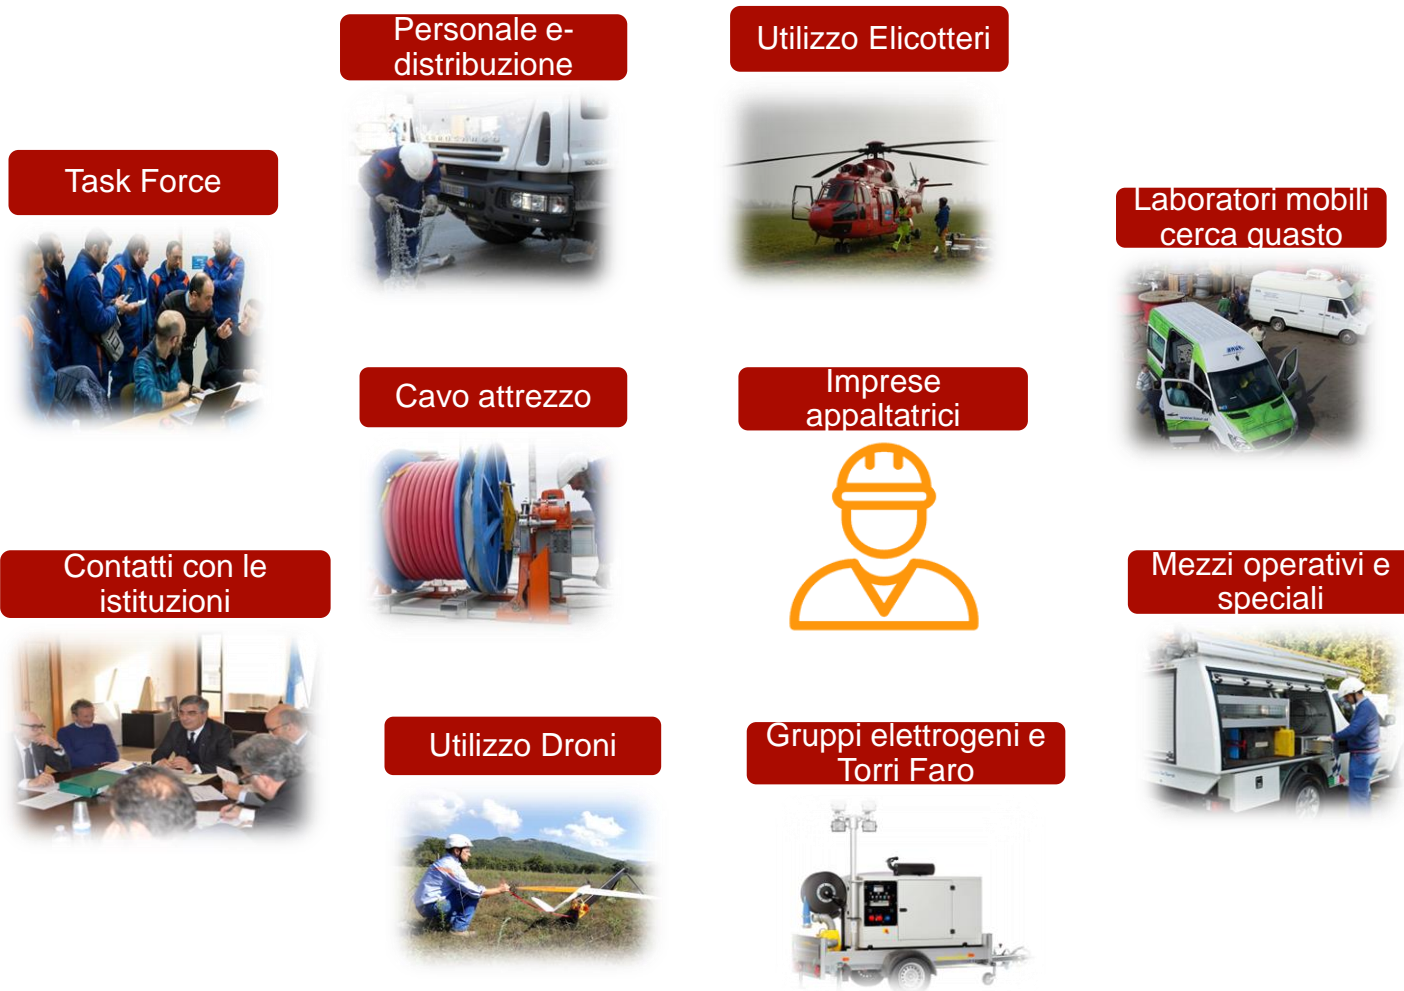 Personale e-
distribuzione
Utilizzo Elicotteri
Task Force
Laboratori mobili
cerca guasto
Cavo attrezzo
Imprese
appaltatrici
Contatti con le
istituzioni
Mezzi operativi e
speciali
Utilizzo Droni
Gruppi elettrogeni e
Torri Faro